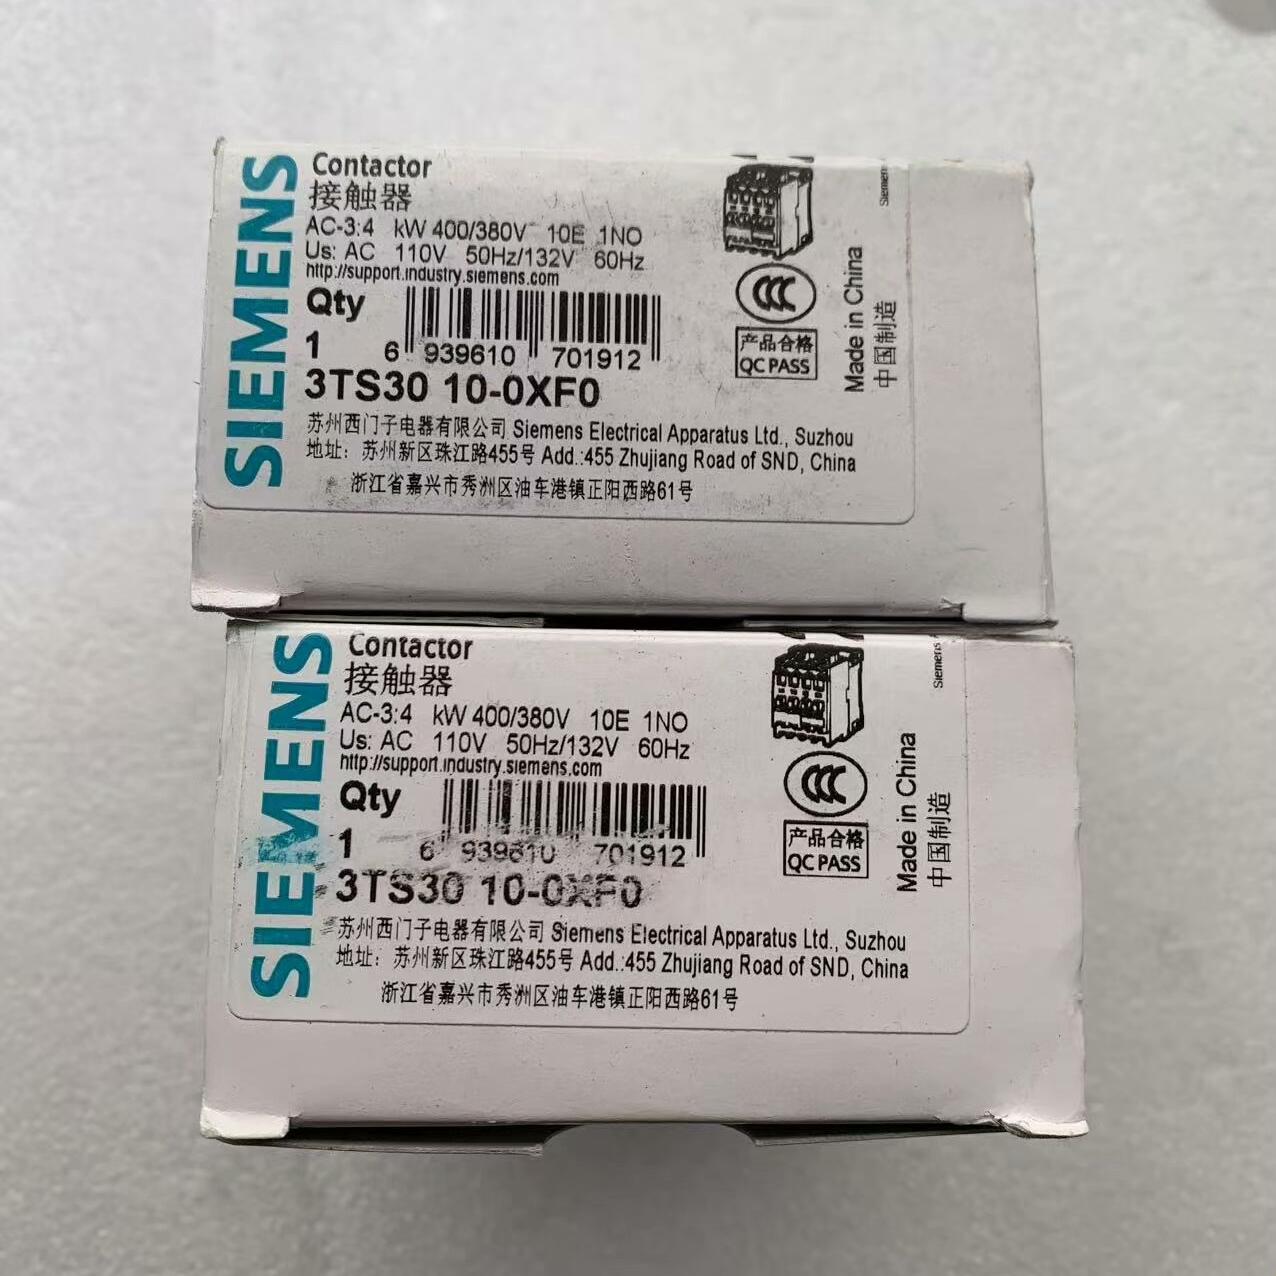 SIEMENS
Contactor
接触器
AC-3:4 kW 400/380V 10E 1NO
Us: AC 110V 50Hz/132V 60Hz
http://support.industry.siemens.com
Qty
1
6 939610 701912
3TS30 10-0XF0
苏州西门子电器有限公司 Siemens Electrical Apparatus Ltd., Suzhou
地址：苏州新区珠江路455号 Add.:455 Zhujiang Road of SND, China
浙江省嘉兴市秀洲区油车港镇正阳西路61号
CCC
产品合格
QC PASS
Made in China
中国制造
Siemens
SIEMENS
Contactor
接触器
AC-3:4 kW 400/380V 10E 1NO
Us: AC 110V 50Hz/132V 60Hz
http://support.industry.siemens.com
Qty
1
6 939610 701912
3TS30 10-0XF0
苏州西门子电器有限公司 Siemens Electrical Apparatus Ltd., Suzhou
地址：苏州新区珠江路455号 Add.:455 Zhujiang Road of SND, China
浙江省嘉兴市秀洲区油车港镇正阳西路61号
CCC
产品合格
QC PASS
Made in China
中国制造
Siemens